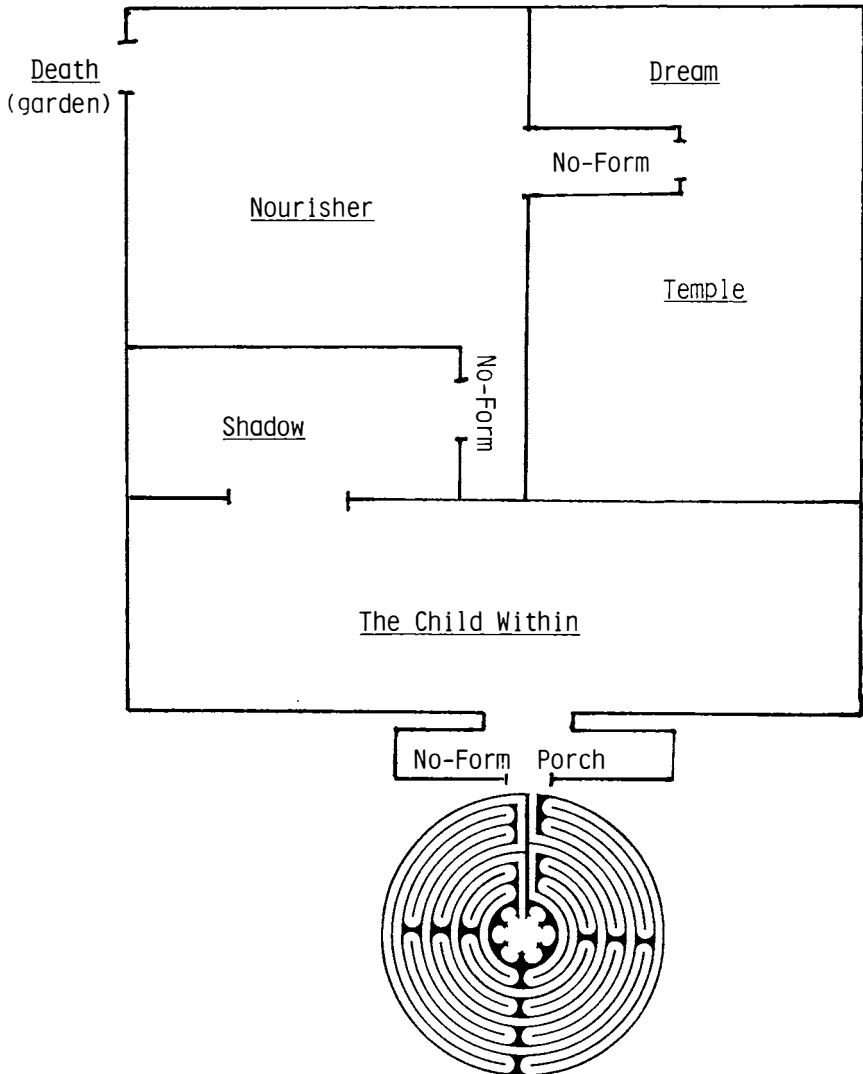 Death
(garden)
Dream
No-Form
Nourisher
Temple
No-Form
Shadow
The Child Within
No-Form Porch